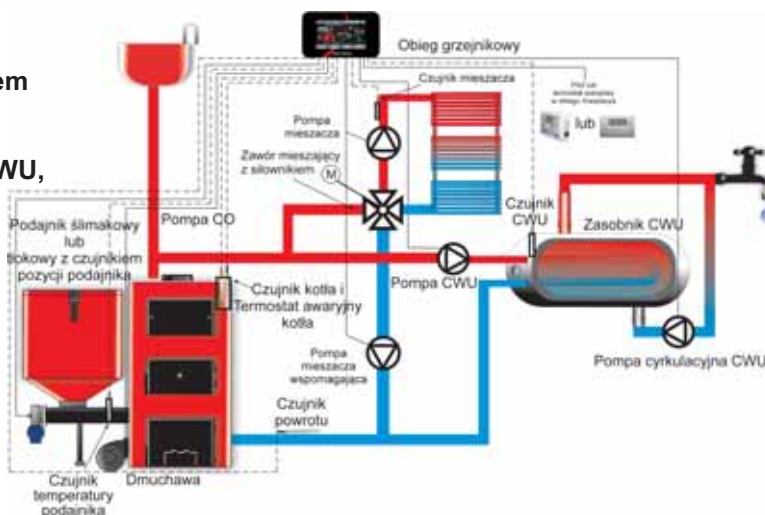 em
WU,
Obieg grzejnikowy
Czujnik mieszacza
Pompa
mieszacza
lub
Zawór mieszający
z siłownikiem
M
Pompa CO
Podajnik ślimakowy
lub
okowy z czujnikiem
pozycji podajnika
Czujnik
CWU
Zasobnik CWU
Pompa CWU
Czujnik kotła i
Termostat awaryjny
kotła
Pompa
mieszacza
wspomagająca
Pompa cyrkulacyjna CWU
Czujnik
powrotu
Czujnik
temperatury
podajnika
Dmuchawa